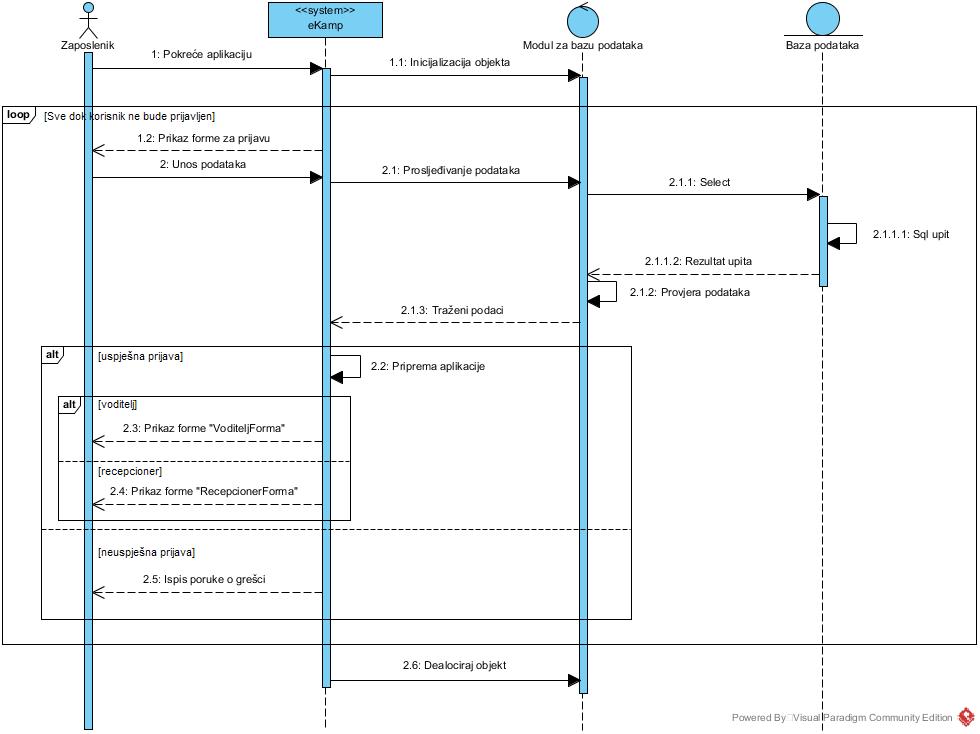 <<system>>
eKamp
Zaposlenik
Modul za bazu podataka
Baza podataka
1: Pokreće aplikaciju
1.1: Inicijalizacija objekta
loop
[Sve dok korisnik ne bude prijavljen]
1.2: Prikaz forme za prijavu
2: Unos podataka
2.1: Prosljeđivanje podataka
2.1.1: Select
2.1.1.1: Sql upit
2.1.1.2: Rezultat upita
2.1.2: Provjera podataka
2.1.3: Traženi podaci
alt
[uspješna prijava]
2.2: Priprema aplikacije
alt
[voditelj]
2.3: Prikaz forme "VoditeljForma"
[recepcioner]
2.4: Prikaz forme "RecepcionerForma"
[neuspješna prijava]
2.5: Ispis poruke o grešci
2.6: Dealociraj objekt
Powered By Visual Paradigm Community Edition